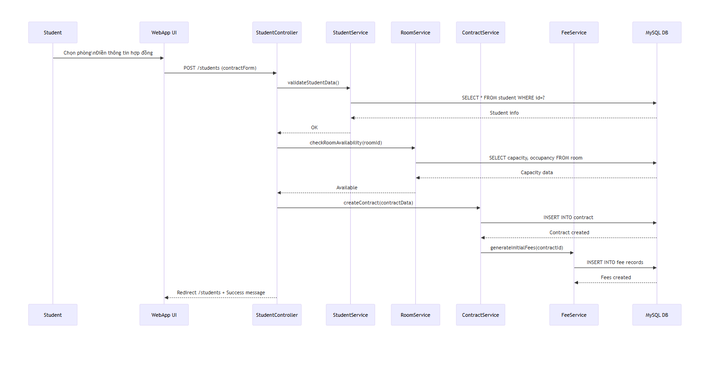 Student WebApp UI StudentController StudentService RoomService ContractService FeeService MySQL DB
Chọn phòng\nĐiền thông tin hợp đồng
POST /students (contractForm)
validateStudentData()
SELECT * FROM student WHERE id=?
Student info
OK
checkRoomAvailability(roomId)
SELECT capacity, occupancy FROM room
Capacity data
Available
createContract(contractData)
INSERT INTO contract
Contract created
generateInitialFees(contractId)
INSERT INTO fee records
Fees created
Redirect /students + Success message
Student WebApp UI StudentController StudentService RoomService ContractService FeeService MySQL DB